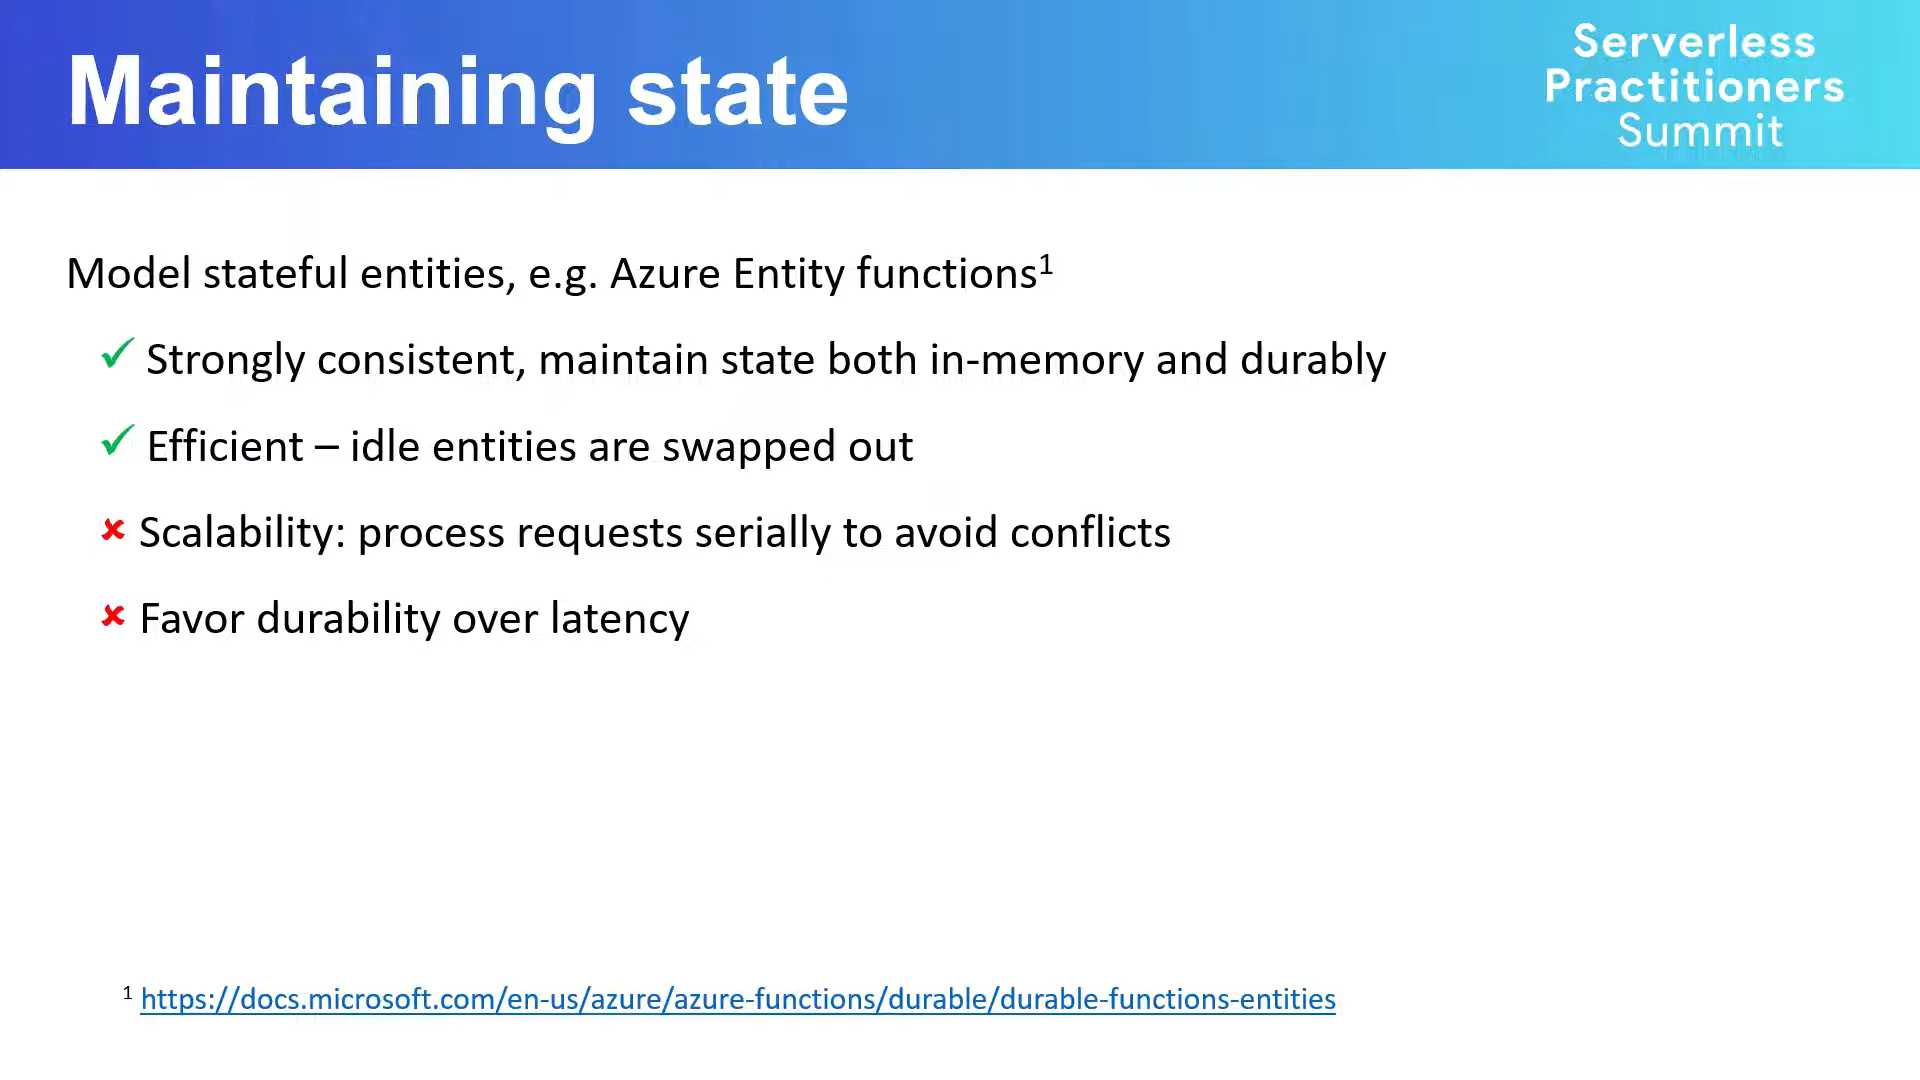 Maintaining state
Serverless
Practitioners
Summit
Model stateful entities, e.g. Azure Entity functions¹
✓ Strongly consistent, maintain state both in-memory and durably
✓ Efficient – idle entities are swapped out
✘ Scalability: process requests serially to avoid conflicts
✘ Favor durability over latency
¹ https://docs.microsoft.com/en-us/azure/azure-functions/durable/durable-functions-entities